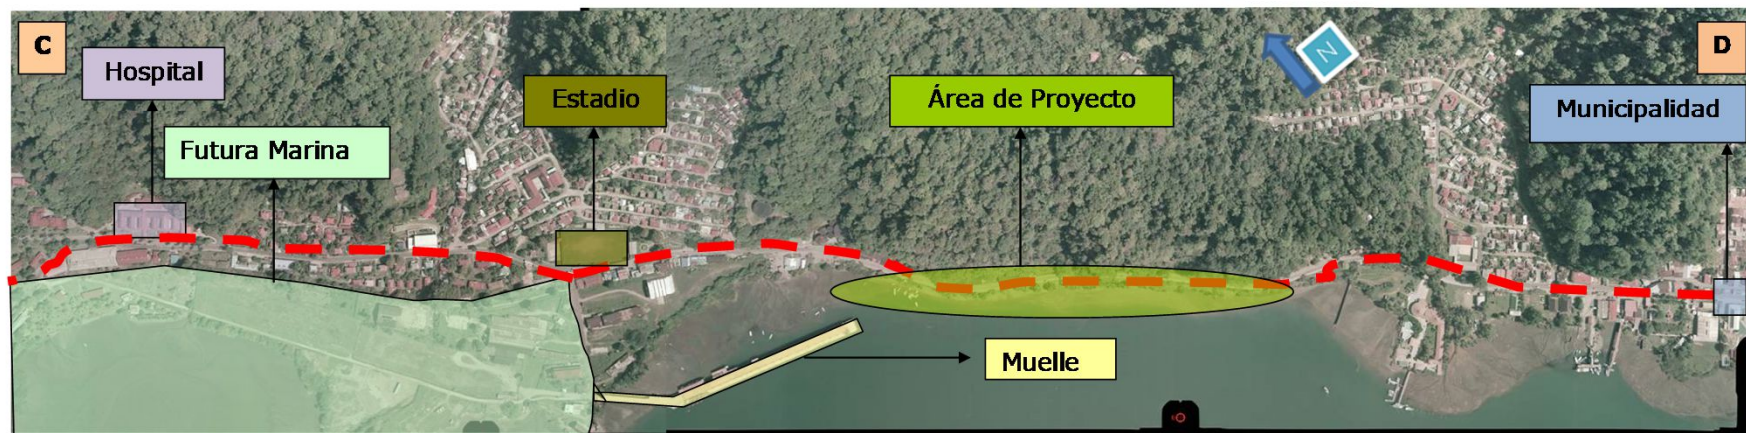 C
D
N
Hospital
Estadio
Área de Proyecto
Municipalidad
Futura Marina
Muelle